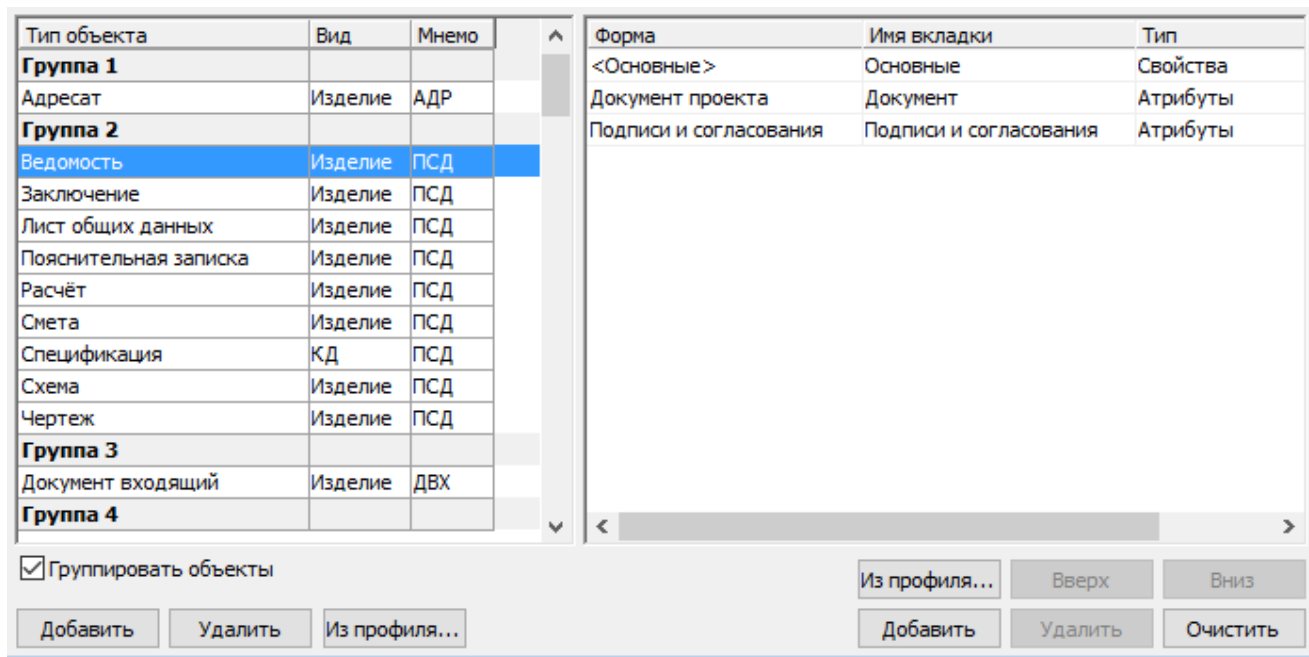 Тип объекта Вид Мнемо
Группа 1
Адресат Изделие АДР
Группа 2
Ведомость Изделие ПСД
Заключение Изделие ПСД
Лист общих данных Изделие ПСД
Пояснительная записка Изделие ПСД
Расчёт Изделие ПСД
Смета Изделие ПСД
Спецификация КД ПСД
Схема Изделие ПСД
Чертеж Изделие ПСД
Группа 3
Документ входящий Изделие ДВХ
Группа 4
Форма Имя вкладки Тип
<Основные> Основные Свойства
Документ проекта Документ Атрибуты
Подписи и согласования Подписи и согласования Атрибуты
Группировать объекты
Добавить Удалить Из профиля...
Из профиля... Вверх Вниз
Добавить Удалить Очистить